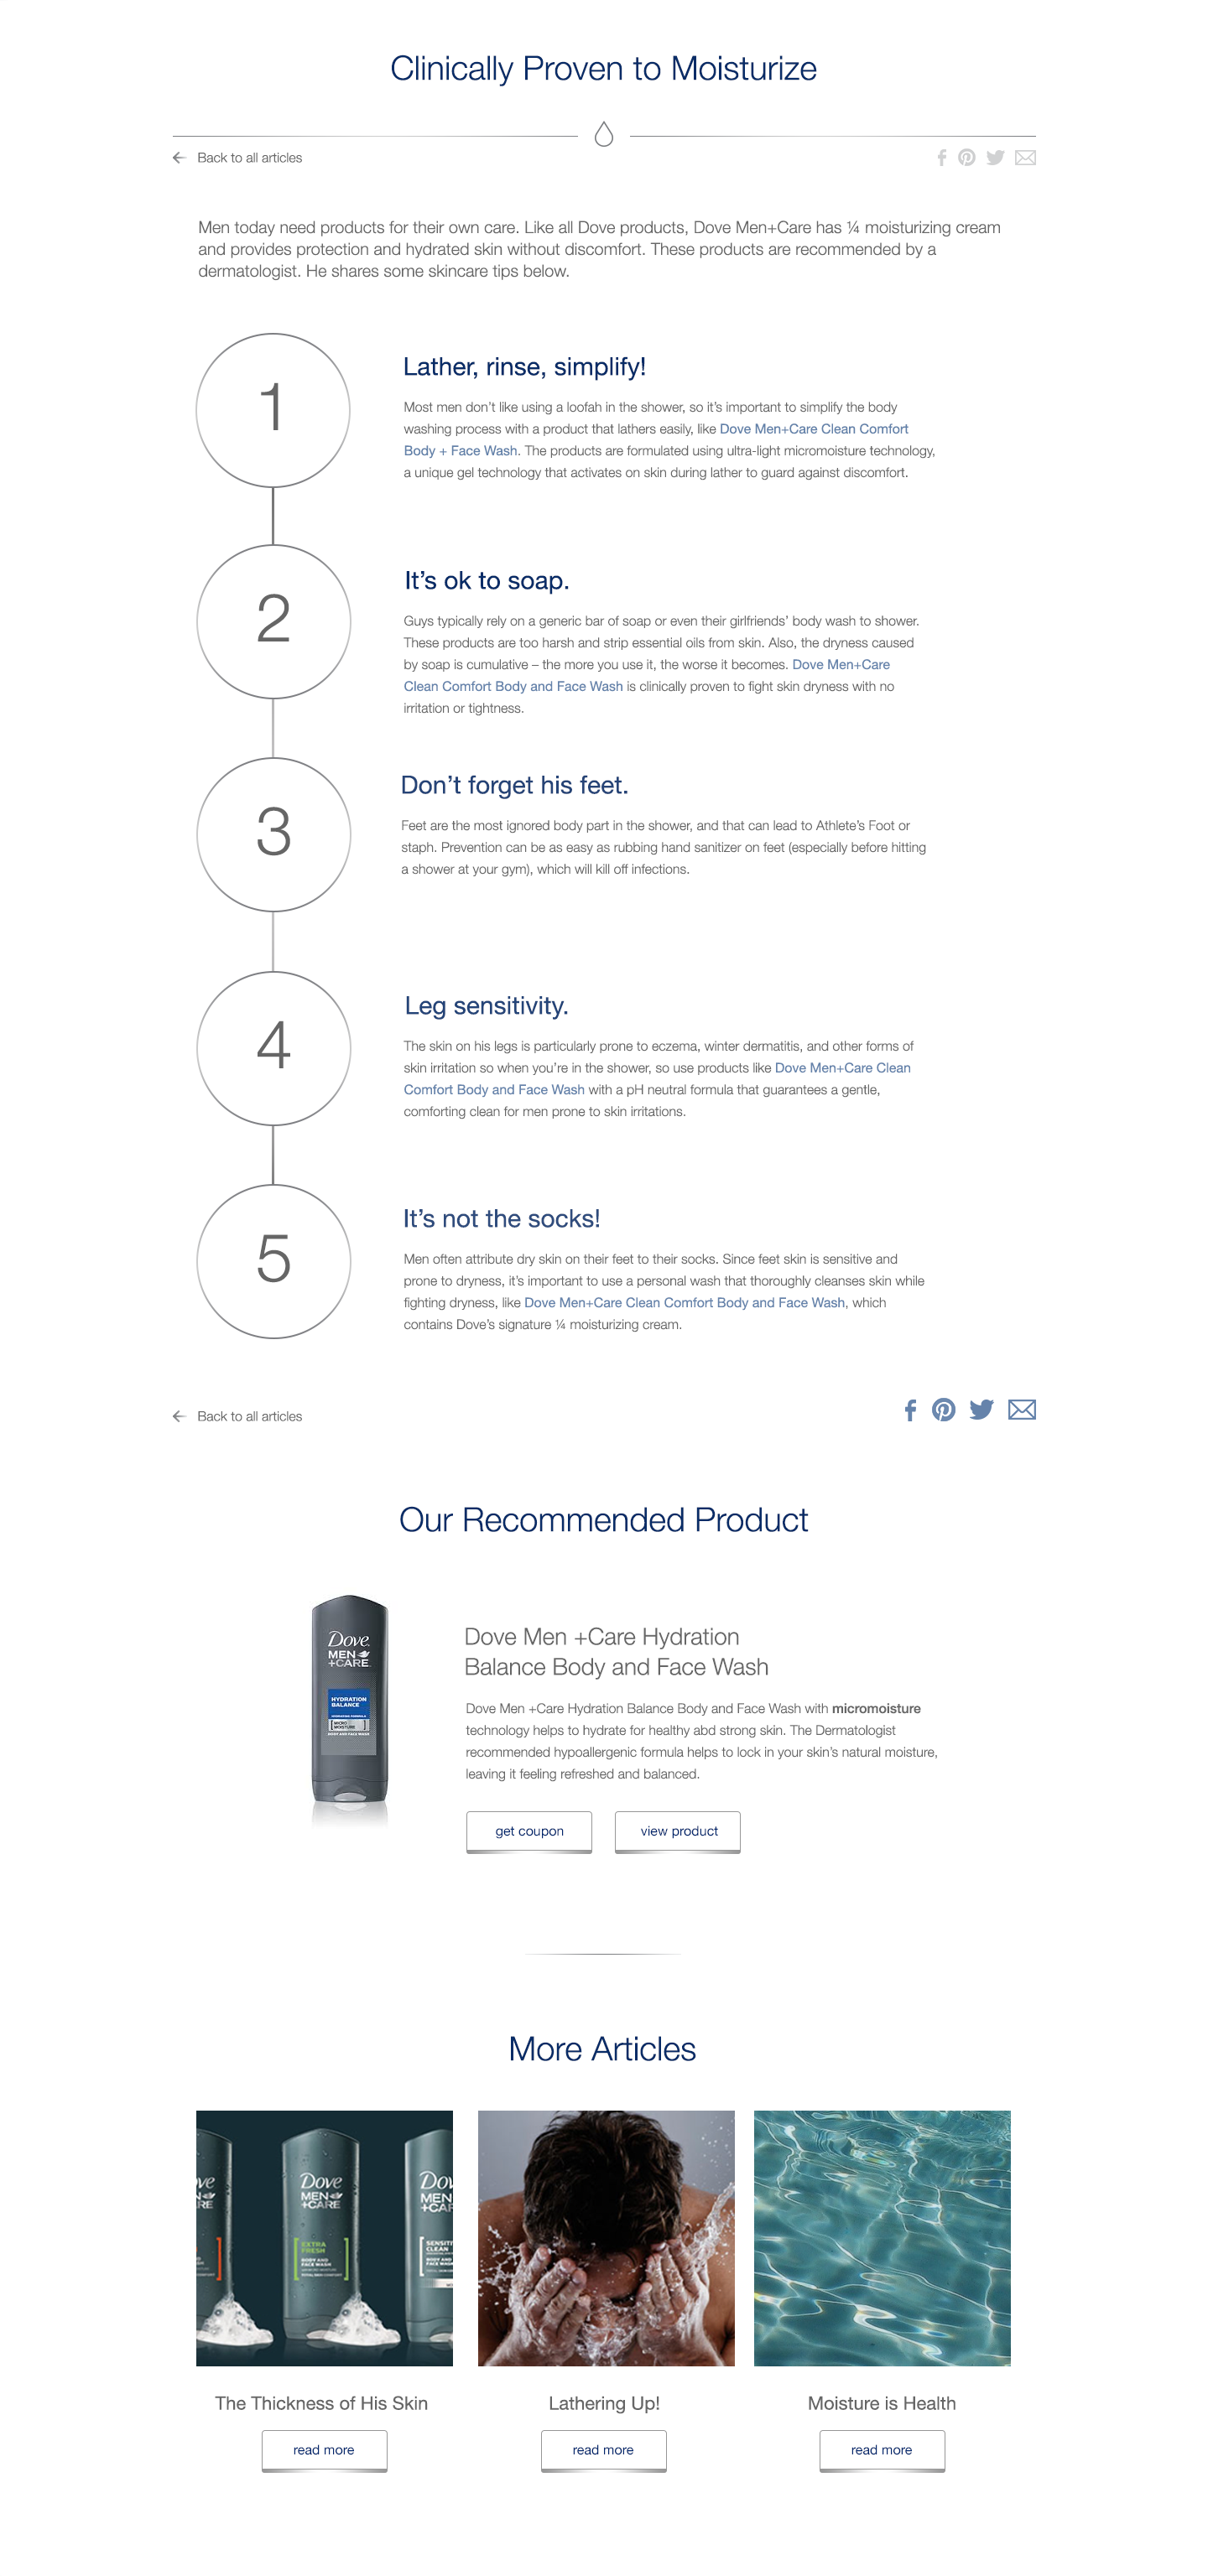 Clinically Proven to Moisturize
Back to all articles
Men today need products for their own care. Like all Dove products, Dove Men+Care has ¼ moisturizing cream
and provides protection and hydrated skin without discomfort. These products are recommended by a
dermatologist. He shares some skincare tips below.
1
Lather, rinse, simplify!
Most men don't like using a loofah in the shower, so it's important to simplify the body
washing process with a product that lathers easily, like Dove Men+Care Clean Comfort
Body + Face Wash. The products are formulated using ultra-light micromoisture technology,
a unique gel technology that activates on skin during lather to guard against discomfort.
2
It's ok to soap.
Guys typically rely on a generic bar of soap or even their girlfriends' body wash to shower.
These products are too harsh and strip essential oils from skin. Also, the dryness caused
by soap is cumulative – the more you use it, the worse it becomes. Dove Men+Care
Clean Comfort Body and Face Wash is clinically proven to fight skin dryness with no
irritation or tightness.
3
Don't forget his feet.
Feet are the most ignored body part in the shower, and that can lead to Athlete's Foot or
staph. Prevention can be as easy as rubbing hand sanitizer on feet (especially before hitting
a shower at your gym), which will kill off infections.
4
Leg sensitivity.
The skin on his legs is particularly prone to eczema, winter dermatitis, and other forms of
skin irritation so when you're in the shower, so use products like Dove Men+Care Clean
Comfort Body and Face Wash with a pH neutral formula that guarantees a gentle,
comforting clean for men prone to skin irritations.
5
It's not the socks!
Men often attribute dry skin on their feet to their socks. Since feet skin is sensitive and
prone to dryness, it's important to use a personal wash that thoroughly cleanses skin while
fighting dryness, like Dove Men+Care Clean Comfort Body and Face Wash, which
contains Dove's signature ¼ moisturizing cream.
Back to all articles
Our Recommended Product
Dove
MEN
+CARE
HYDRATION
BALANCE
MICRO
MOISTURE
BODY AND FACE WASH
Dove Men +Care Hydration
Balance Body and Face Wash
Dove Men +Care Hydration Balance Body and Face Wash with micromoisture
technology helps to hydrate for healthy abd strong skin. The Dermatologist
recommended hypoallergenic formula helps to lock in your skin's natural moisture,
leaving it feeling refreshed and balanced.
get coupon
view product
More Articles
Dove
MEN
+CARE
EXTRA
FRESH
BODY AND
FACE WASH
CLEAN
The Thickness of His Skin
read more
Lathering Up!
read more
Moisture is Health
read more